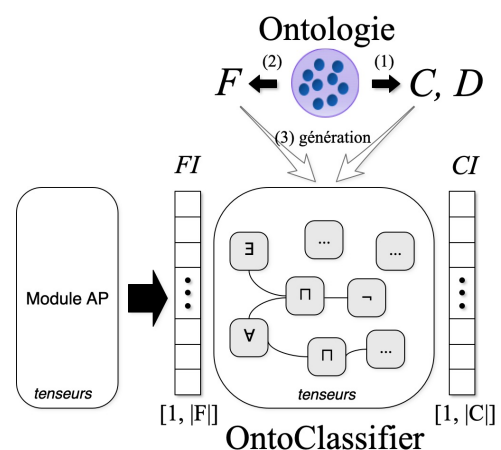 Ontologie
F (2) (1) C, D
(3) génération
FI CI
∃ ... ...
Module AP
⊓ ¬
∀
⊓ ...
tenseurs tenseurs
[1, |F|] [1, |C|]
OntoClassifier